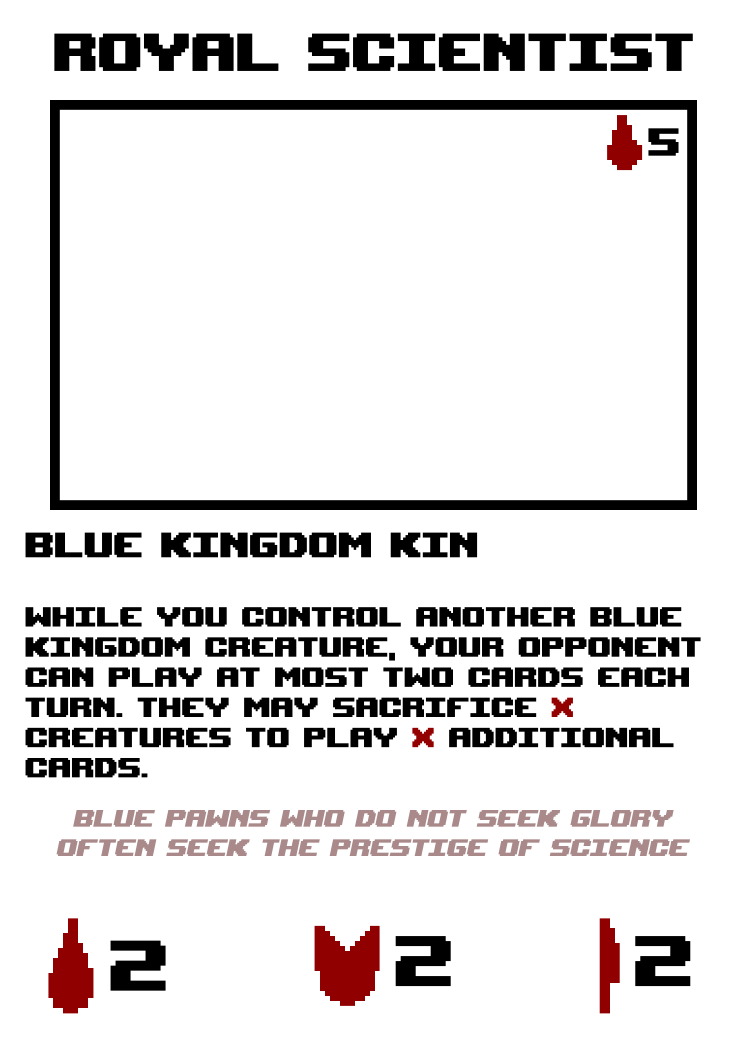 ROYAL SCIENTIST
5
BLUE KINGDOM KIN
WHILE YOU CONTROL ANOTHER BLUE
KINGDOM CREATURE, YOUR OPPONENT
CAN PLAY AT MOST TWO CARDS EACH
TURN. THEY MAY SACRIFICE X
CREATURES TO PLAY X ADDITIONAL
CARDS.
BLUE PAWNS WHO DO NOT SEEK GLORY
OFTEN SEEK THE PRESTIGE OF SCIENCE
2 2 2